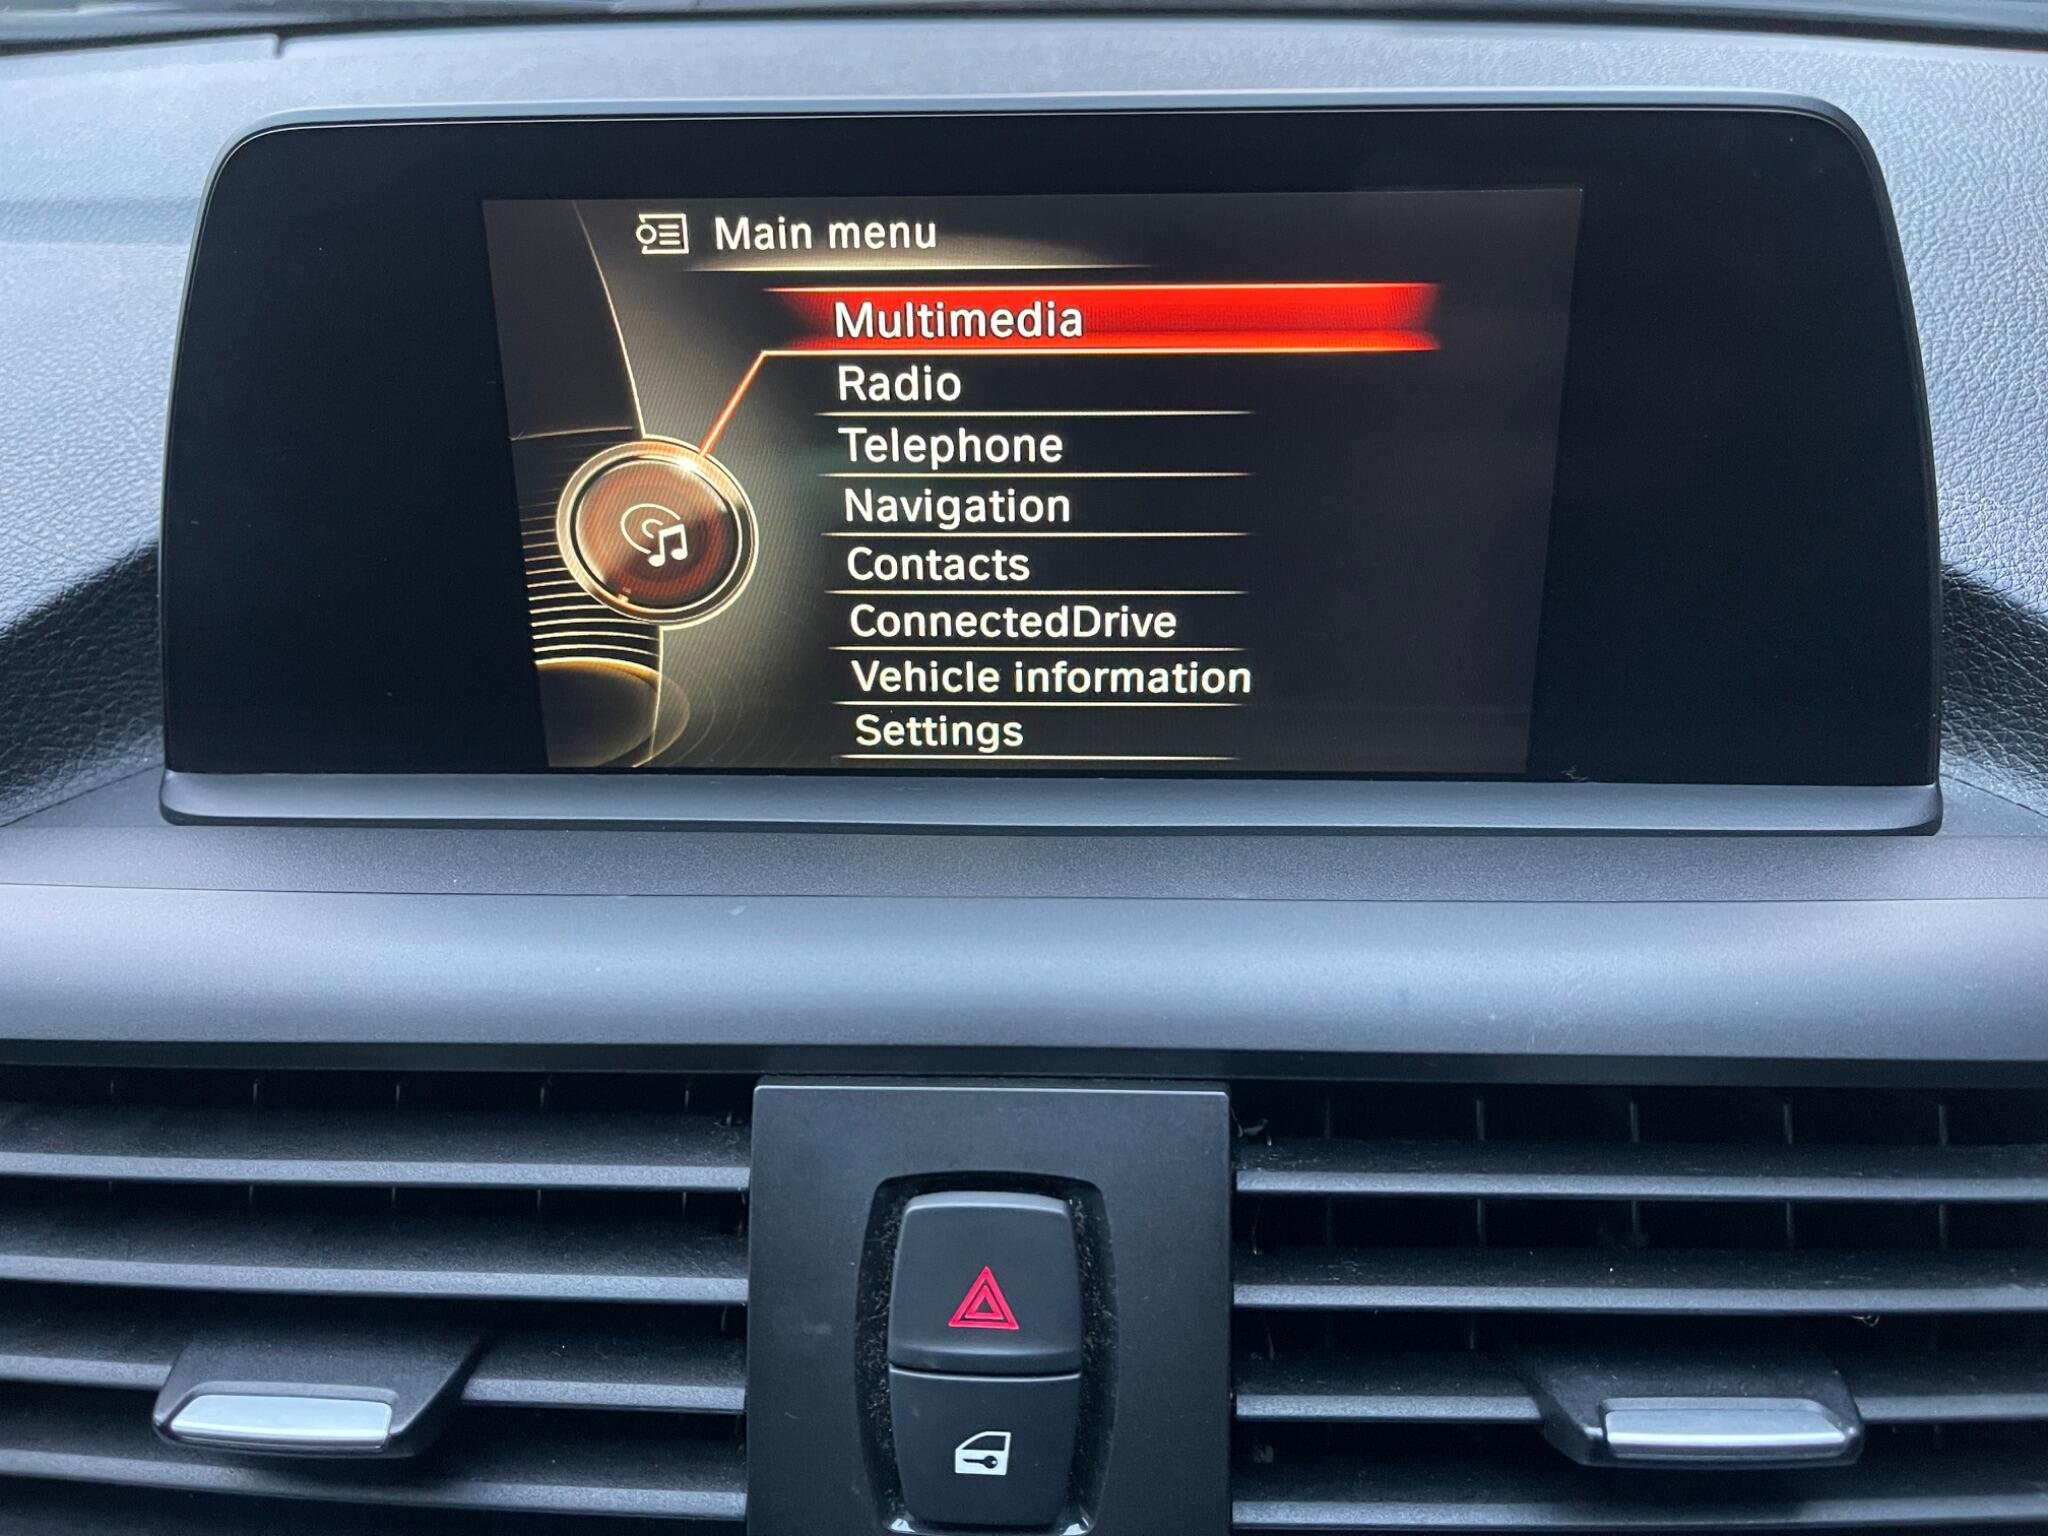 Main menu
Multimedia
Radio
Telephone
Navigation
Contacts
ConnectedDrive
Vehicle information
Settings